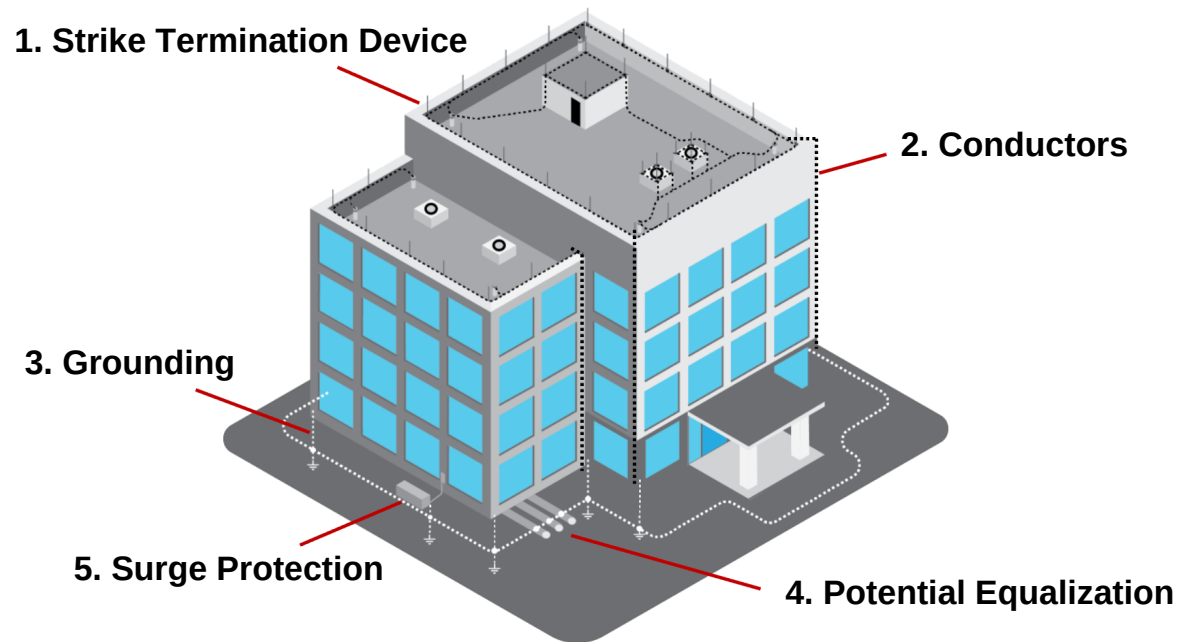 1. Strike Termination Device
2. Conductors
3. Grounding
5. Surge Protection
4. Potential Equalization